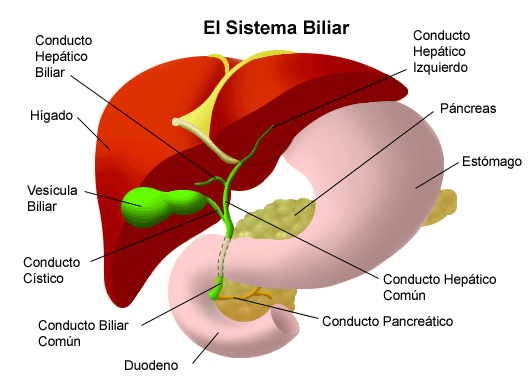 El Sistema Biliar
Conducto
Hepático
Biliar
Conducto
Hepático
Izquierdo
Hígado
Páncreas
Estómago
Vesícula
Biliar
Conducto
Cístico
Conducto Hepático
Común
Conducto Biliar
Común
Conducto Pancreático
Duodeno